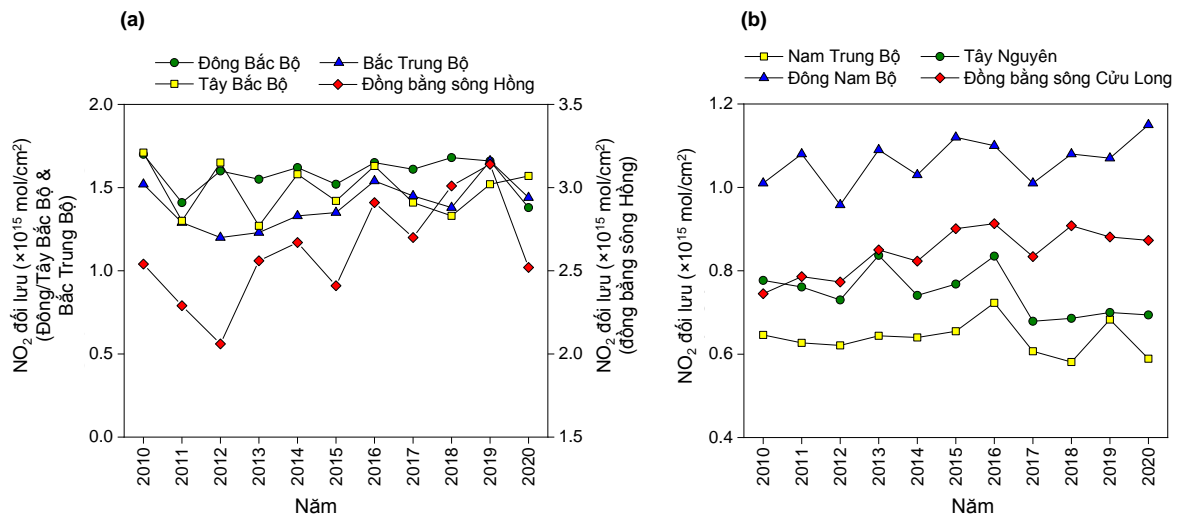 (a)
Đông Bắc Bộ
Bắc Trung Bộ
Tây Bắc Bộ
Đồng bằng sông Hồng
NO2 đối lưu (×10^15 mol/cm²)
(Đông/Tây Bắc Bộ &
Bắc Trung Bộ)
2.0
1.5
1.0
0.5
0.0
3.5
3.0
2.5
2.0
1.5
NO2 đối lưu (×10^15 mol/cm²)
(đồng bằng sông Hồng)
2010
2011
2012
2013
2014
2015
2016
2017
2018
2019
2020
Năm
(b)
Nam Trung Bộ
Tây Nguyên
Đông Nam Bộ
Đồng bằng sông Cửu Long
NO2 đối lưu (×10^15 mol/cm²)
1.2
1.0
0.8
0.6
0.4
2010
2011
2012
2013
2014
2015
2016
2017
2018
2019
2020
Năm